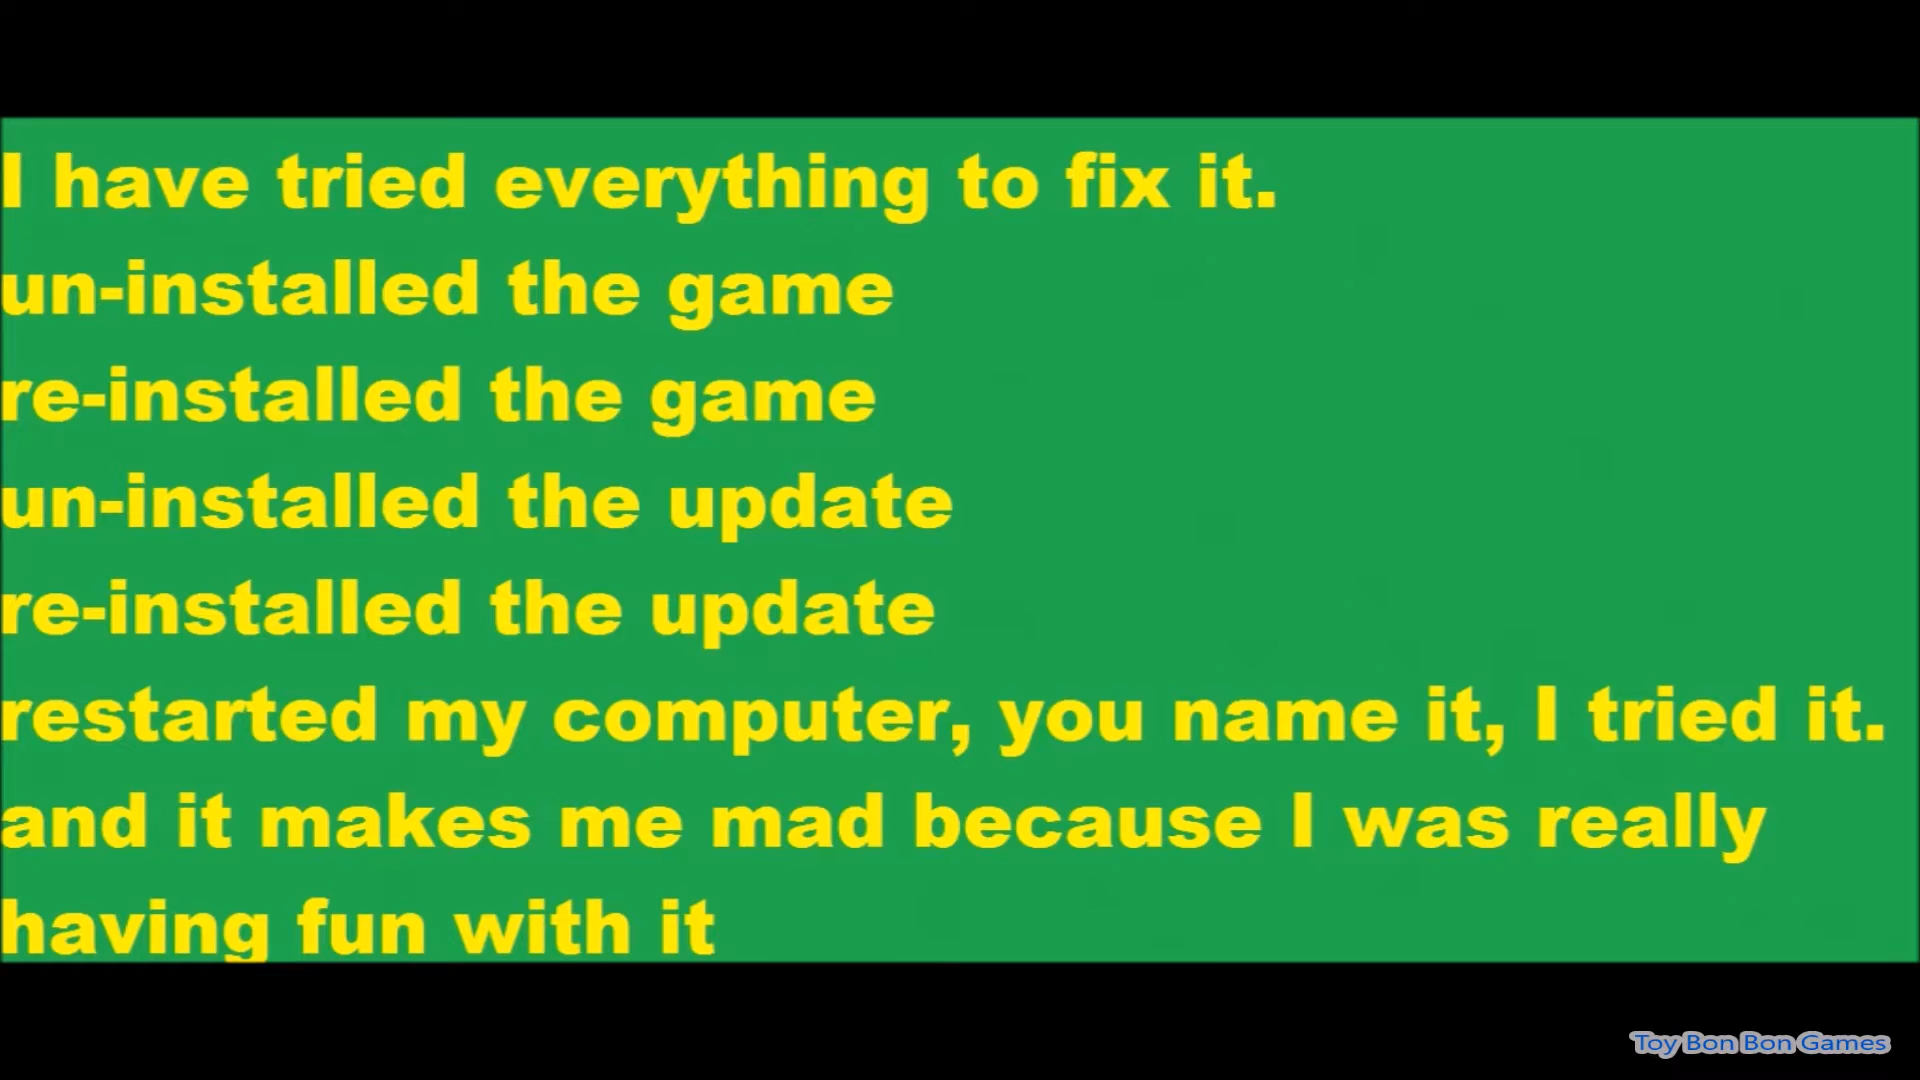 I have tried everything to fix it.
un-installed the game
re-installed the game
un-installed the update
re-installed the update
restarted my computer, you name it, I tried it.
and it makes me mad because I was really
having fun with it
Toy Bon Bon Games